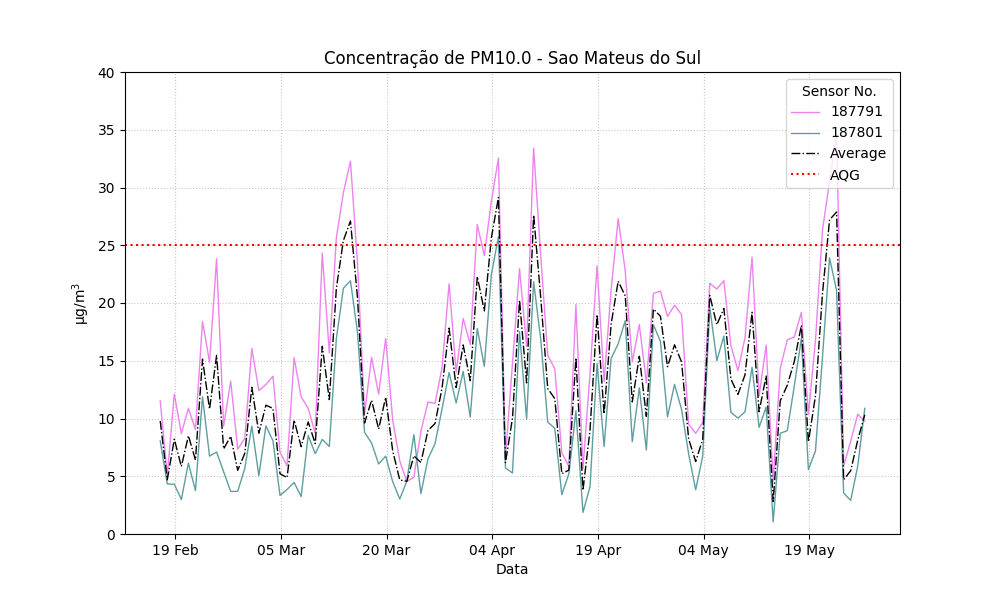 Concentração de PM10.0 - Sao Mateus do Sul
40
35
30
25
20
15
10
5
0
µg/m³
Sensor No.
187791
187801
Average
AQG
19 Feb
05 Mar
20 Mar
04 Apr
19 Apr
04 May
19 May
Data